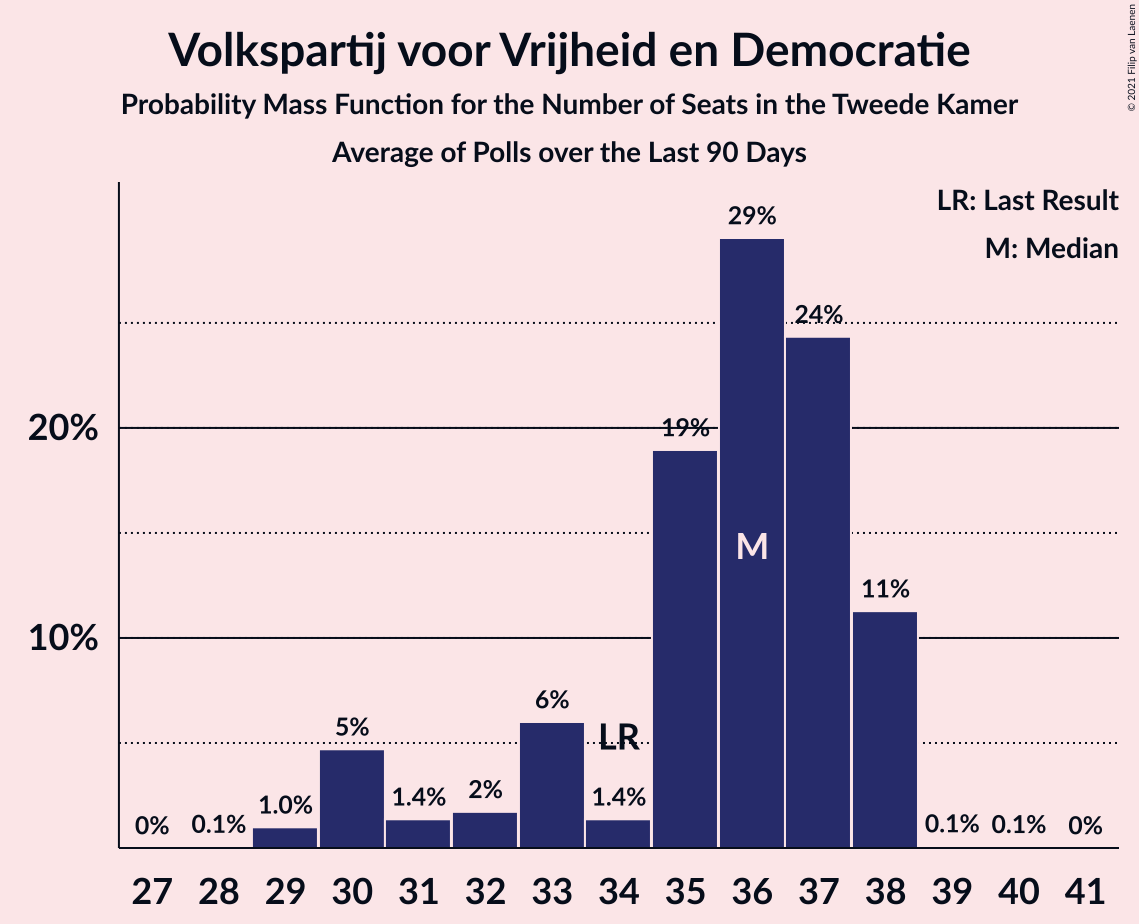 Volkspartij voor Vrijheid en Democratie
Probability Mass Function for the Number of Seats in the Tweede Kamer
Average of Polls over the Last 90 Days
© 2021 Filip van Laenen
LR: Last Result
M: Median
29%
24%
20%
19%
M
11%
10%
6%
5%
LR
1.4%
2%
1.4%
1.0%
0%
0.1%
0.1%
0.1%
0%
27 28 29 30 31 32 33 34 35 36 37 38 39 40 41